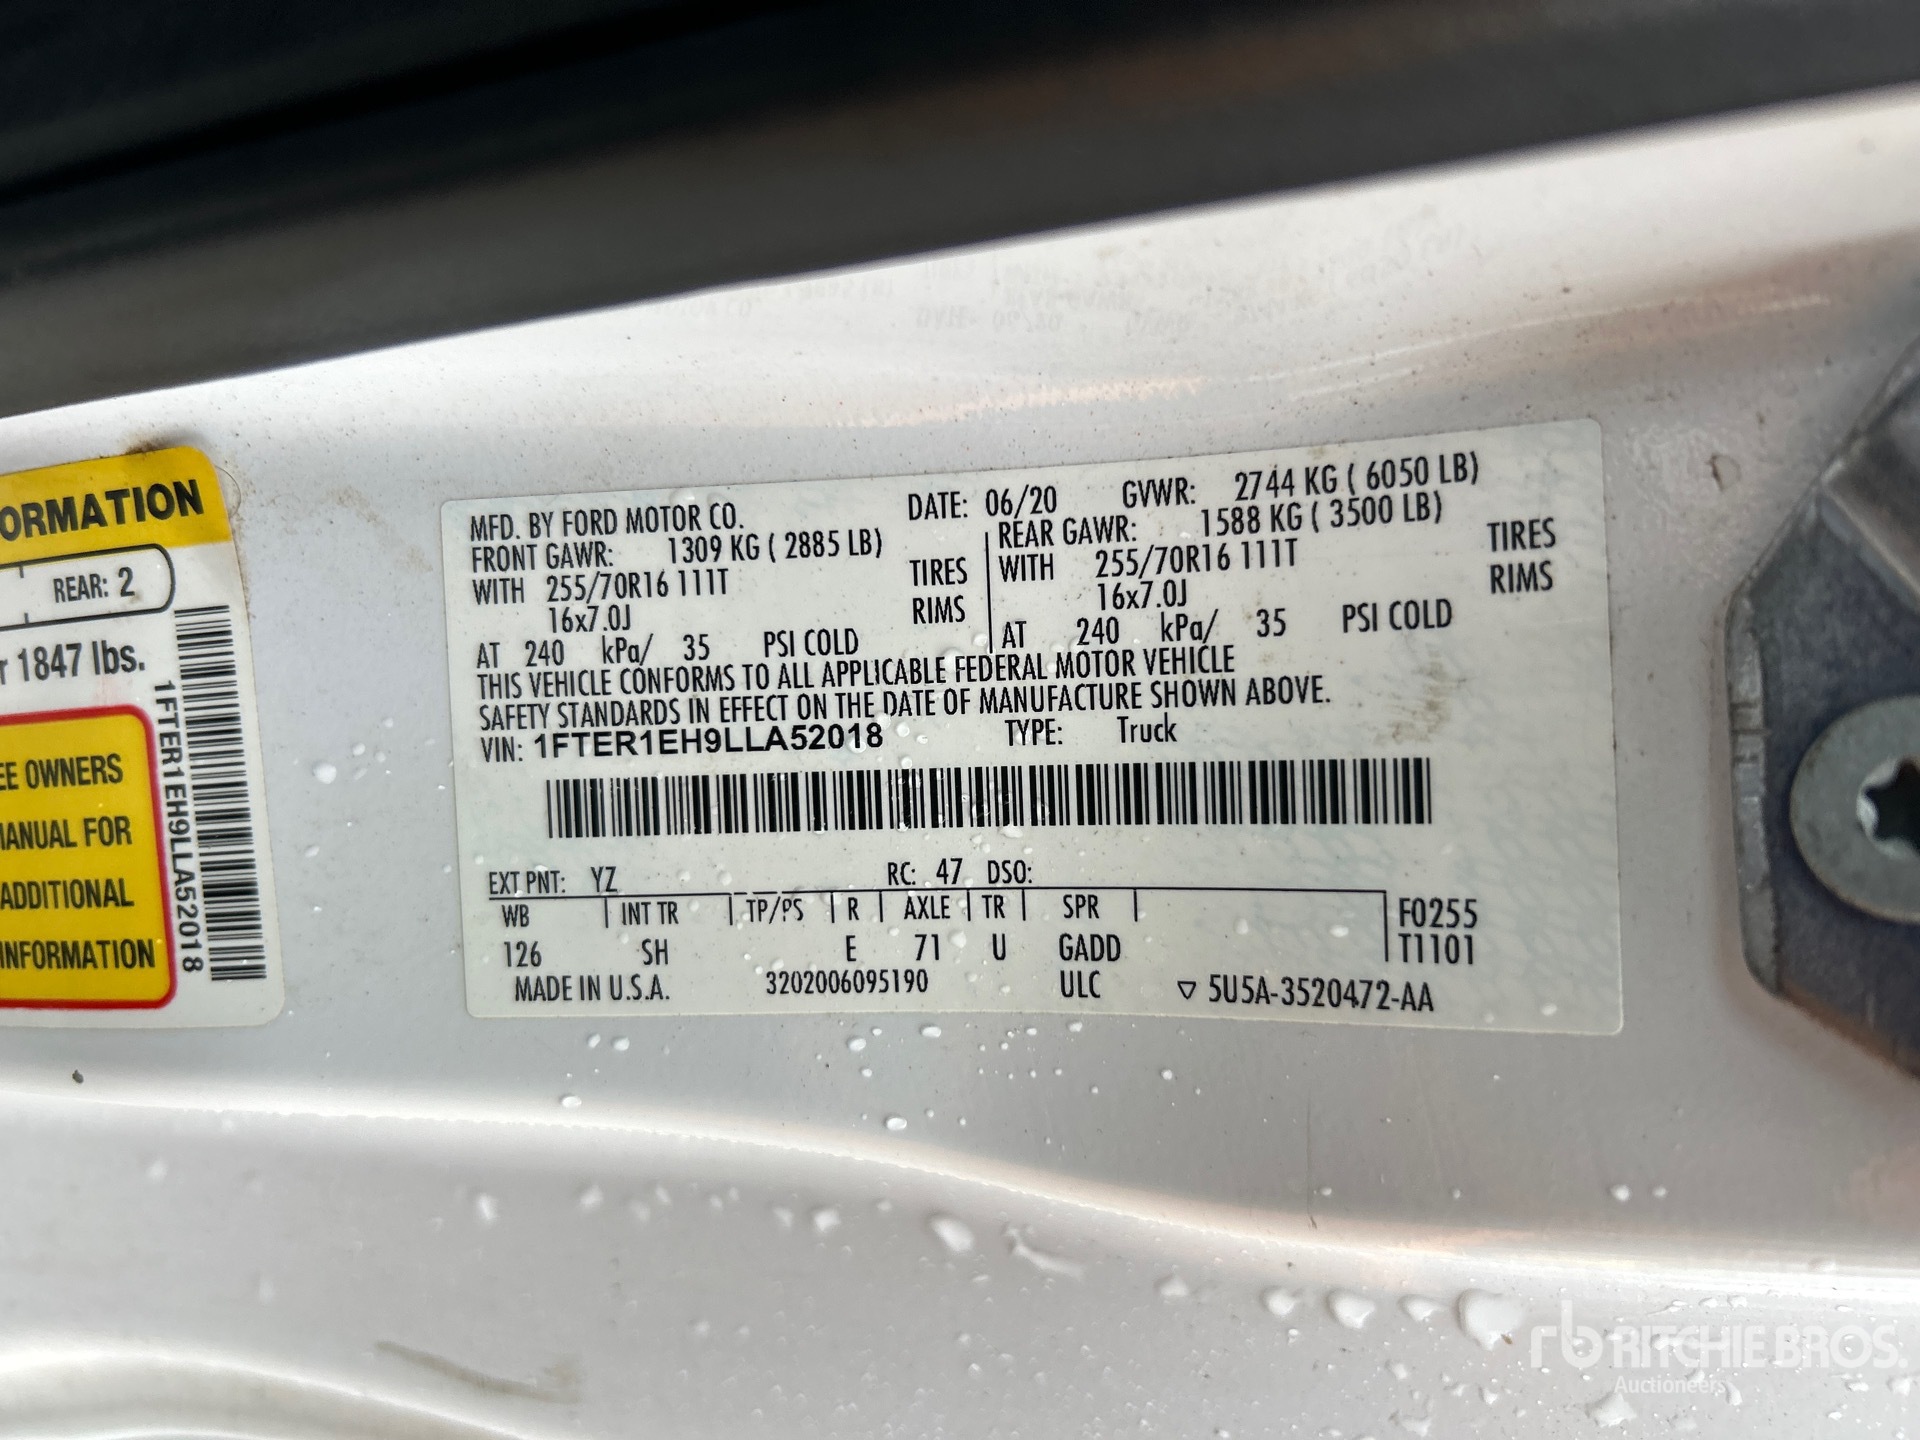 ORMATION
REAR: 2
r 1847 lbs.
EE OWNERS
MANUAL FOR
ADDITIONAL
INFORMATION
1FTER1EH9LLA52018
MFD. BY FORD MOTOR CO. DATE: 06/20 GVWR: 2744 KG ( 6050 LB)
FRONT GAWR: 1309 KG ( 2885 LB) REAR GAWR: 1588 KG ( 3500 LB)
WITH 255/70R16 111T TIRES WITH 255/70R16 111T TIRES
16x7.0J RIMS 16x7.0J RIMS
AT 240 kPa/ 35 PSI COLD AT 240 kPa/ 35 PSI COLD
THIS VEHICLE CONFORMS TO ALL APPLICABLE FEDERAL MOTOR VEHICLE
SAFETY STANDARDS IN EFFECT ON THE DATE OF MANUFACTURE SHOWN ABOVE.
VIN: 1FTER1EH9LLA52018 TYPE: Truck
EXT PNT: YZ RC: 47 DSO:
WB INT TR TP/PS R AXLE TR SPR F0255
126 SH E 71 U GADD T1101
MADE IN U.S.A. 3202006095190 ULC ▽ 5U5A-3520472-AA
rb RITCHIE BROS.
Auctioneers